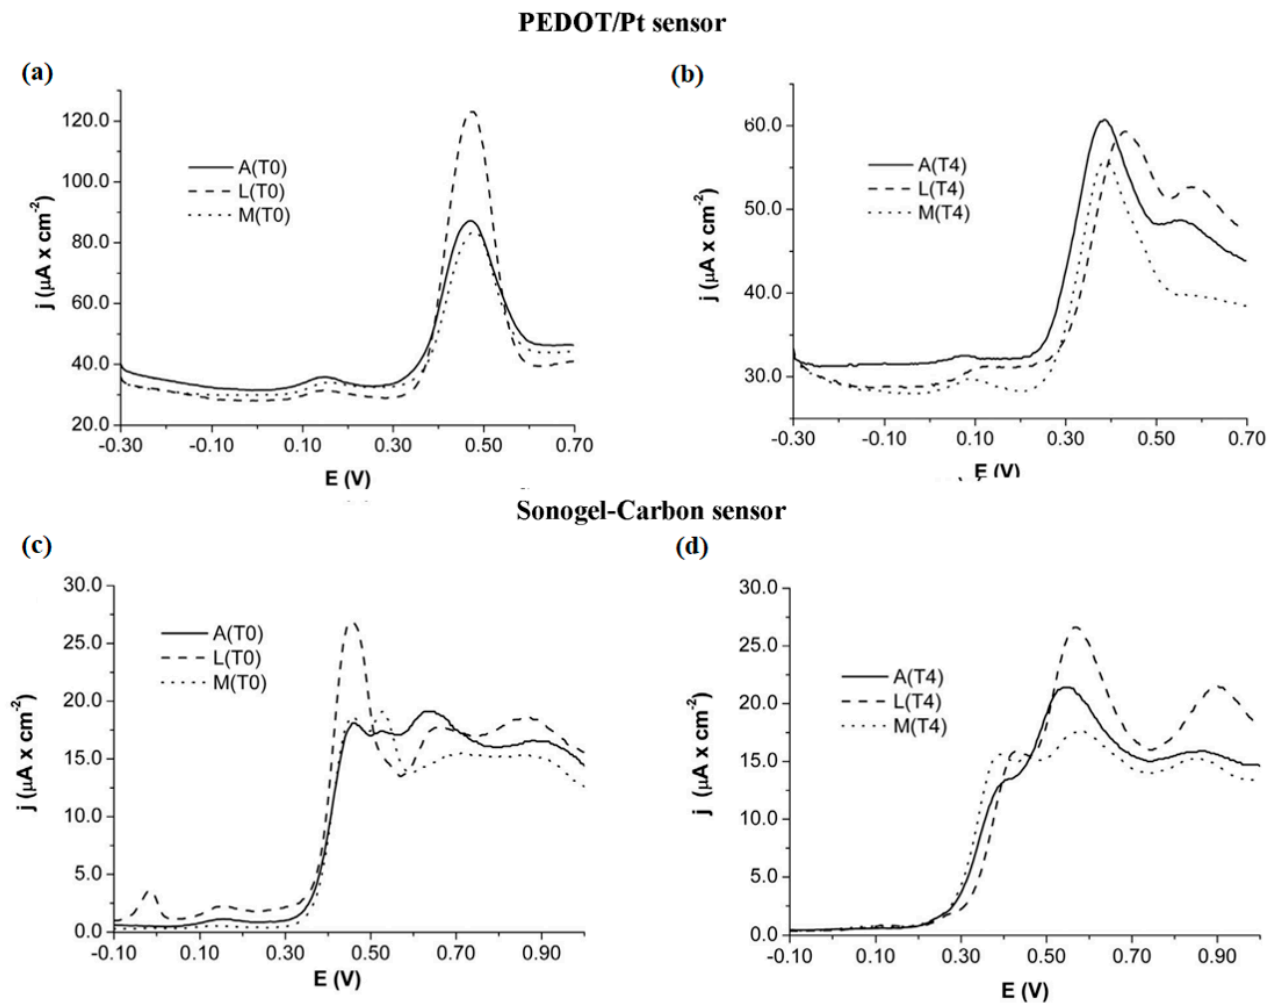 PEDOT/Pt sensor
(a)
120.0
100.0
80.0
60.0
40.0
20.0
j (µA x cm-2)
A(T0)
L(T0)
M(T0)
-0.30 -0.10 0.10 0.30 0.50 0.70
E (V)
(b)
60.0
50.0
40.0
30.0
j (µA x cm-2)
A(T4)
L(T4)
M(T4)
-0.30 -0.10 0.10 0.30 0.50 0.70
E (V)
Sonogel-Carbon sensor
(c)
30.0
25.0
20.0
15.0
10.0
5.0
0.0
j (µA x cm-2)
A(T0)
L(T0)
M(T0)
-0.10 0.10 0.30 0.50 0.70 0.90
E (V)
(d)
30.0
25.0
20.0
15.0
10.0
5.0
0.0
j (µA x cm-2)
A(T4)
L(T4)
M(T4)
-0.10 0.10 0.30 0.50 0.70 0.90
E (V)